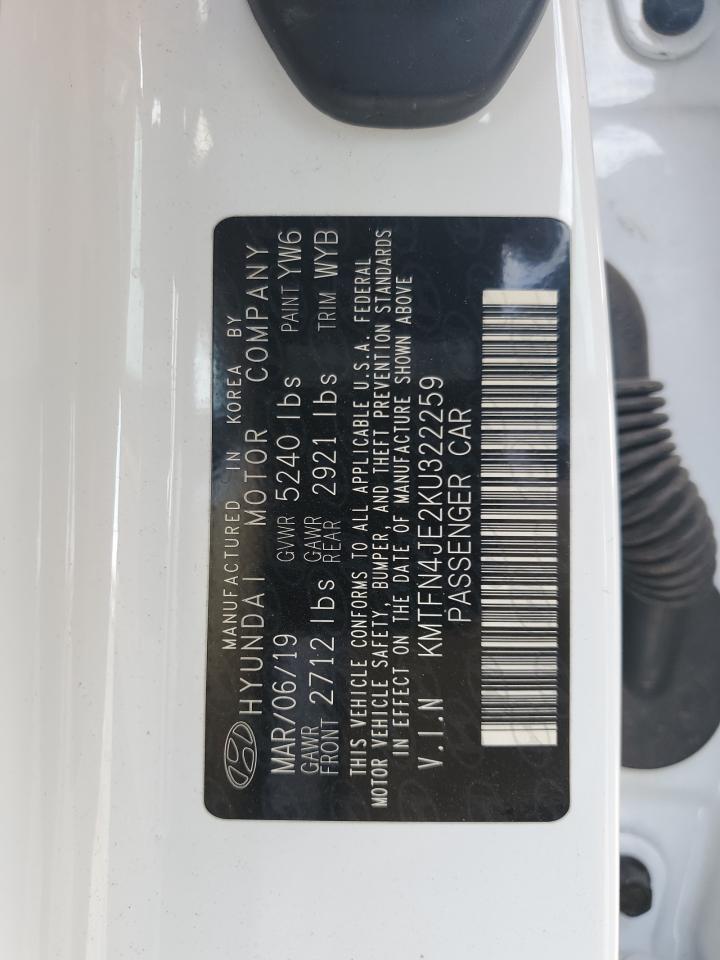 MANUFACTURED IN KOREA BY
HYUNDAI MOTOR COMPANY
MAR/06/19 GVWR 5240 lbs PAINT YW6
GAWR FRONT 2712 lbs GAWR REAR 2921 lbs TRIM WYB
THIS VEHICLE CONFORMS TO ALL APPLICABLE U.S.A. FEDERAL
MOTOR VEHICLE SAFETY, BUMPER, AND THEFT PREVENTION STANDARDS
IN EFFECT ON THE DATE OF MANUFACTURE SHOWN ABOVE
V.I.N KMTFN4JE2KU322259
PASSENGER CAR